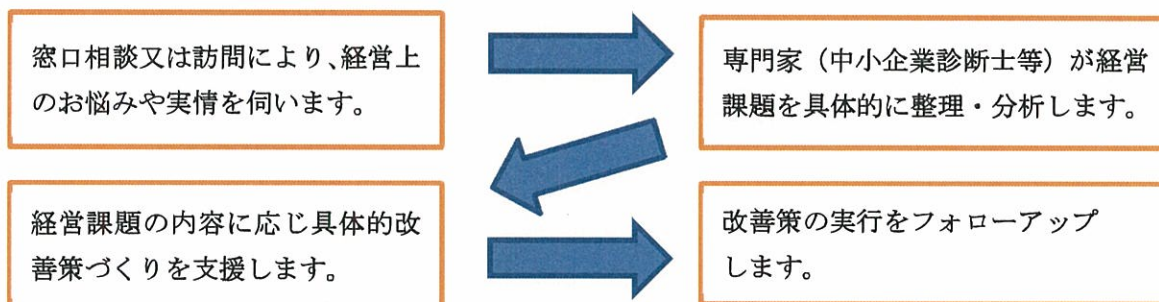 窓口相談又は訪問により、経営上
のお悩みや実情を伺います。
専門家（中小企業診断士等）が経営
課題を具体的に整理・分析します。
経営課題の内容に応じ具体的改
善策づくりを支援します。
改善策の実行をフォローアップ
します。